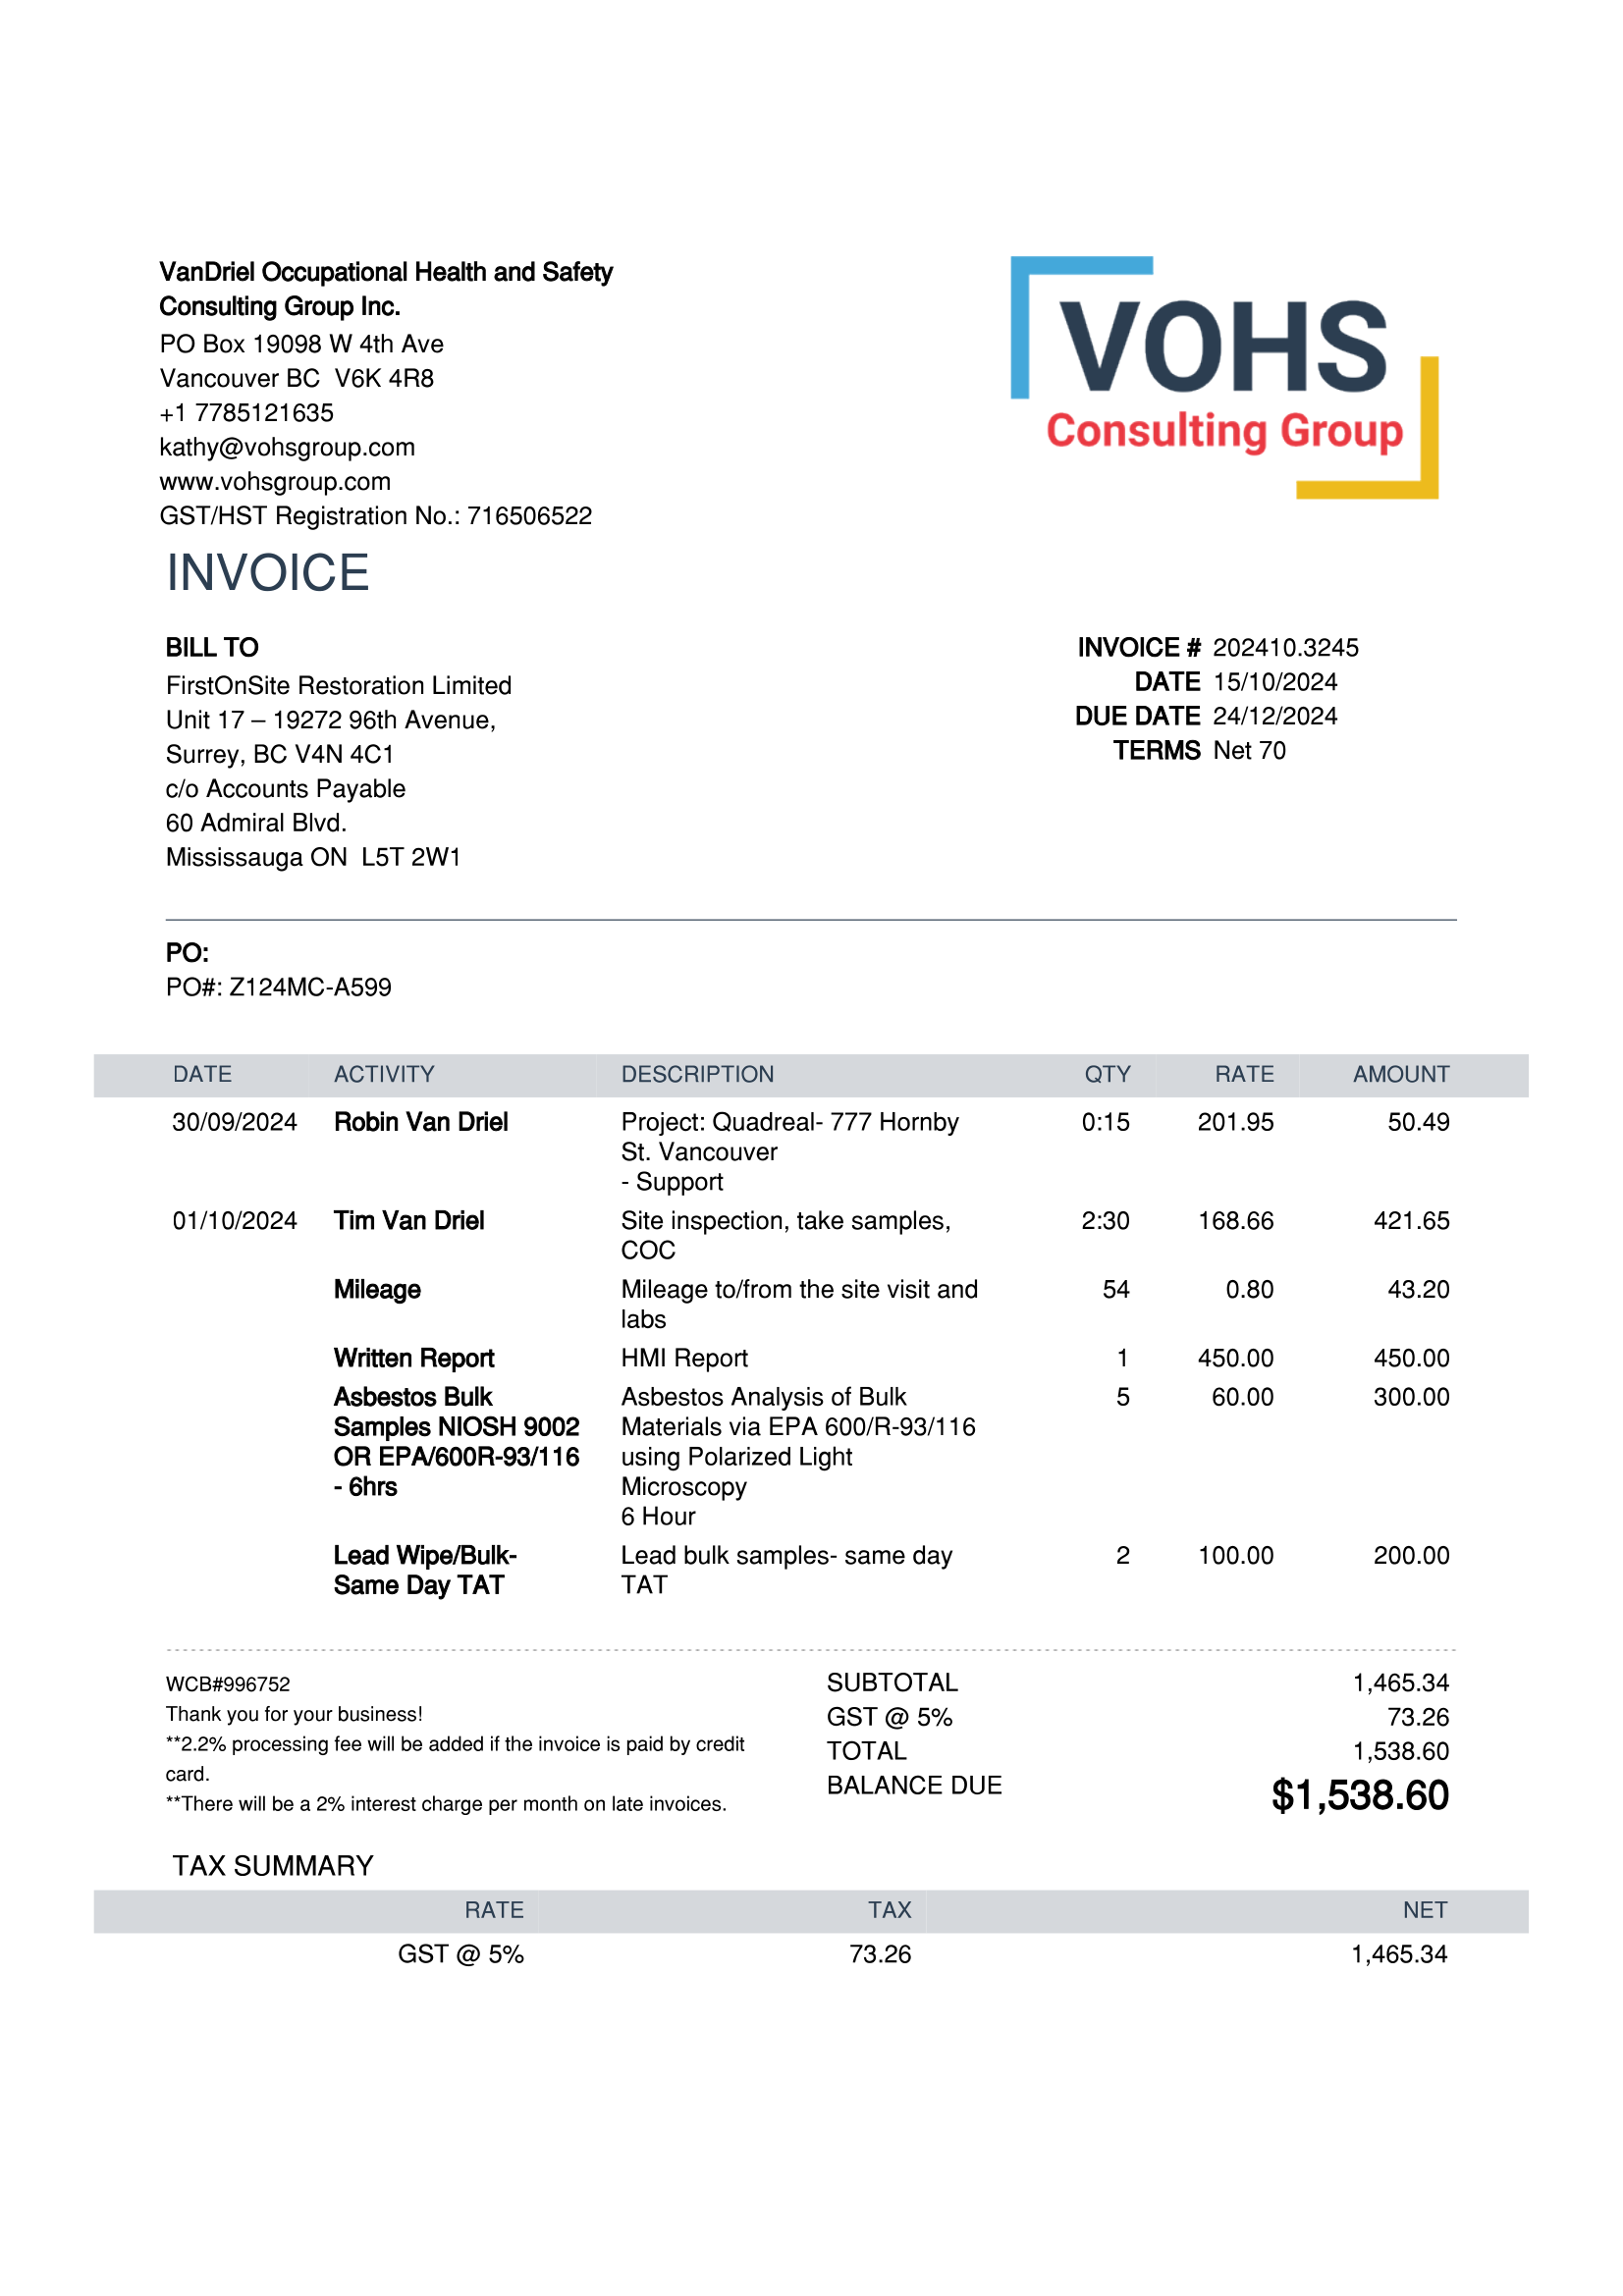 VanDriel Occupational Health and Safety
Consulting Group Inc.
PO Box 19098 W 4th Ave
Vancouver BC  V6K 4R8
+1 7785121635
kathy@vohsgroup.com
www.vohsgroup.com
GST/HST Registration No.: 716506522
VOHS
Consulting Group
INVOICE
BILL TO
FirstOnSite Restoration Limited
Unit 17 – 19272 96th Avenue,
Surrey, BC V4N 4C1
c/o Accounts Payable
60 Admiral Blvd.
Mississauga ON  L5T 2W1
INVOICE # 202410.3245
DATE 15/10/2024
DUE DATE 24/12/2024
TERMS Net 70
PO:
PO#: Z124MC-A599
DATE ACTIVITY DESCRIPTION QTY RATE AMOUNT
30/09/2024 Robin Van Driel Project: Quadreal- 777 Hornby 0:15 201.95 50.49
St. Vancouver
- Support
01/10/2024 Tim Van Driel Site inspection, take samples, 2:30 168.66 421.65
COC
Mileage Mileage to/from the site visit and 54 0.80 43.20
labs
Written Report HMI Report 1 450.00 450.00
Asbestos Bulk Asbestos Analysis of Bulk 5 60.00 300.00
Samples NIOSH 9002 Materials via EPA 600/R-93/116
OR EPA/600R-93/116 using Polarized Light
- 6hrs Microscopy
6 Hour
Lead Wipe/Bulk- Lead bulk samples- same day 2 100.00 200.00
Same Day TAT TAT
WCB#996752
Thank you for your business!
**2.2% processing fee will be added if the invoice is paid by credit
card.
**There will be a 2% interest charge per month on late invoices.
SUBTOTAL 1,465.34
GST @ 5% 73.26
TOTAL 1,538.60
BALANCE DUE $1,538.60
TAX SUMMARY
RATE TAX NET
GST @ 5% 73.26 1,465.34